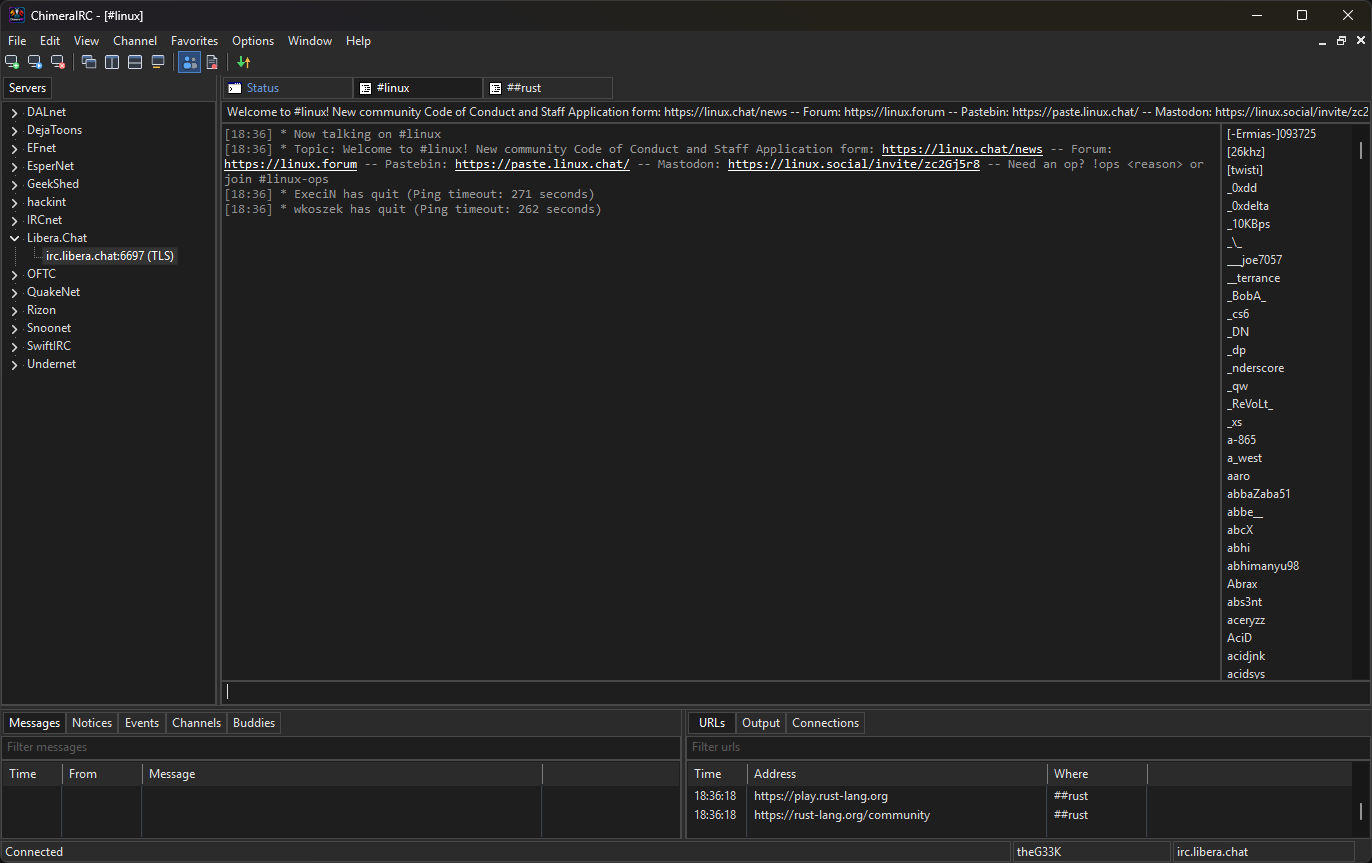 ChimeraIRC - [#linux]
File Edit View Channel Favorites Options Window Help
Servers
DALnet
DejaToons
EFnet
EsperNet
GeekShed
hackint
IRCnet
Libera.Chat
irc.libera.chat:6697 (TLS)
OFTC
QuakeNet
Rizon
Snoonet
SwiftIRC
Undernet
Status #linux ##rust
Welcome to #linux! New community Code of Conduct and Staff Application form: https://linux.chat/news -- Forum: https://linux.forum -- Pastebin: https://paste.linux.chat/ -- Mastodon: https://linux.social/invite/zc2
[18:36] * Now talking on #linux
[18:36] * Topic: Welcome to #linux! New community Code of Conduct and Staff Application form: https://linux.chat/news -- Forum:
https://linux.forum -- Pastebin: https://paste.linux.chat/ -- Mastodon: https://linux.social/invite/zc2Gj5r8 -- Need an op? !ops <reason> or
join #linux-ops
[18:36] * ExeciN has quit (Ping timeout: 271 seconds)
[18:36] * wkoszek has quit (Ping timeout: 262 seconds)
[-Ermias-]093725
[26khz]
[twisti]
_0xdd
_0xdelta
_10KBps
_\_
___joe7057
__terrance
_BobA_
_cs6
_DN
_dp
_nderscore
_qw
_ReVoLt_
_xs
a-865
a_west
aaro
abbaZaba51
abbe__
abcX
abhi
abhimanyu98
Abrax
abs3nt
aceryzz
AciD
acidjnk
acidsys
Messages Notices Events Channels Buddies
Filter messages
Time From Message
URLs Output Connections
Filter urls
Time Address Where
18:36:18 https://play.rust-lang.org ##rust
18:36:18 https://rust-lang.org/community ##rust
Connected theG33K irc.libera.chat